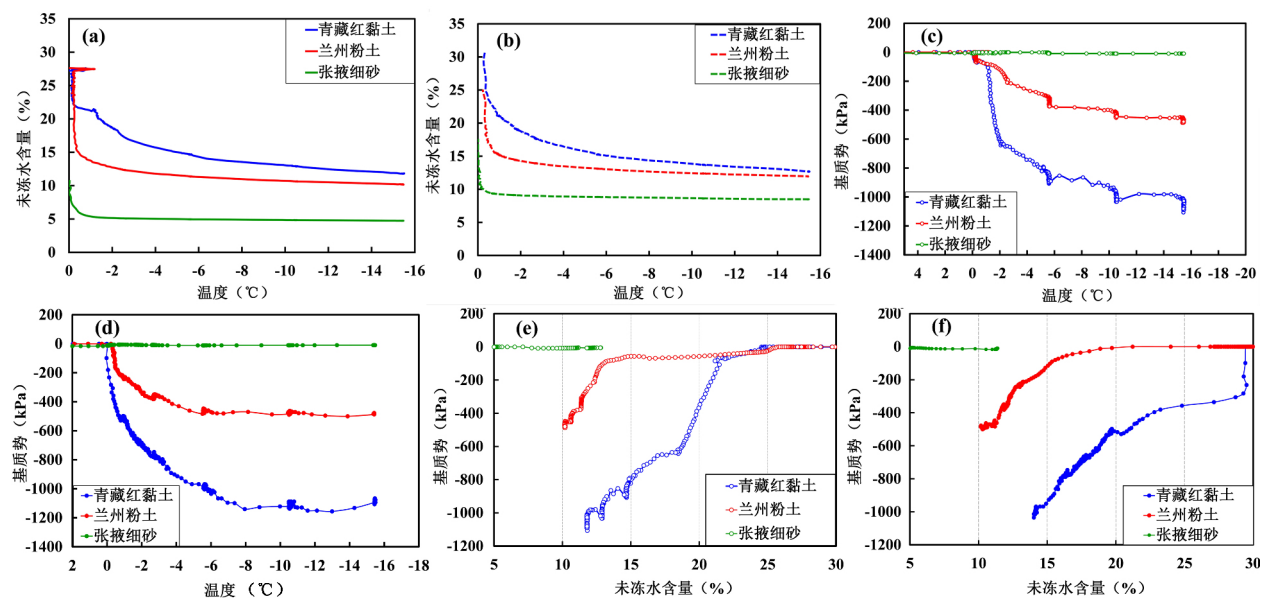 (a)
青藏红黏土
兰州粉土
张掖细砂
未冻水含量（%）
35
30
25
20
15
10
5
0
0 -2 -4 -6 -8 -10 -12 -14 -16
温度（℃）
(b)
青藏红黏土
兰州粉土
张掖细砂
未冻水含量（%）
35
30
25
20
15
10
5
0
0 -2 -4 -6 -8 -10 -12 -14 -16
温度（℃）
(c)
基质势（kPa）
200
0
-200
-400
-600
-800
-1000
-1200
-1400
青藏红黏土
兰州粉土
张掖细砂
4 2 0 -2 -4 -6 -8 -10 -12 -14 -16 -18 -20
温度（℃）
(d)
基质势（kPa）
200
0
-200
-400
-600
-800
-1000
-1200
-1400
青藏红黏土
兰州粉土
张掖细砂
2 0 -2 -4 -6 -8 -10 -12 -14 -16 -18
温度（℃）
(e)
基质势（kPa）
200
0
-200
-400
-600
-800
-1000
-1200
青藏红黏土
兰州粉土
张掖细砂
5 10 15 20 25 30
未冻水含量（%）
(f)
基质势（kPa）
200
0
-200
-400
-600
-800
-1000
-1200
青藏红黏土
兰州粉土
张掖细砂
5 10 15 20 25 30
未冻水含量（%）